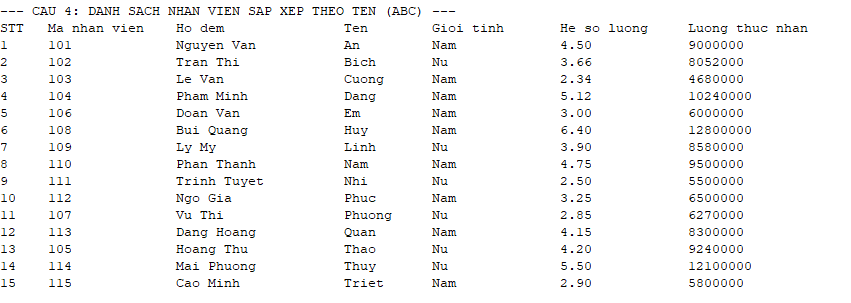 --- CAU 4: DANH SACH NHAN VIEN SAP XEP THEO TEN (ABC) ---
STT Ma nhan vien Ho dem Ten Gioi tinh He so luong Luong thuc nhan
1 101 Nguyen Van An Nam 4.50 9000000
2 102 Tran Thi Bich Nu 3.66 8052000
3 103 Le Van Cuong Nam 2.34 4680000
4 104 Pham Minh Dang Nam 5.12 10240000
5 106 Doan Van Em Nam 3.00 6000000
6 108 Bui Quang Huy Nam 6.40 12800000
7 109 Ly My Linh Nu 3.90 8580000
8 110 Phan Thanh Nam Nam 4.75 9500000
9 111 Trinh Tuyet Nhi Nu 2.50 5500000
10 112 Ngo Gia Phuc Nam 3.25 6500000
11 107 Vu Thi Phuong Nu 2.85 6270000
12 113 Dang Hoang Quan Nam 4.15 8300000
13 105 Hoang Thu Thao Nu 4.20 9240000
14 114 Mai Phuong Thuy Nu 5.50 12100000
15 115 Cao Minh Triet Nam 2.90 5800000